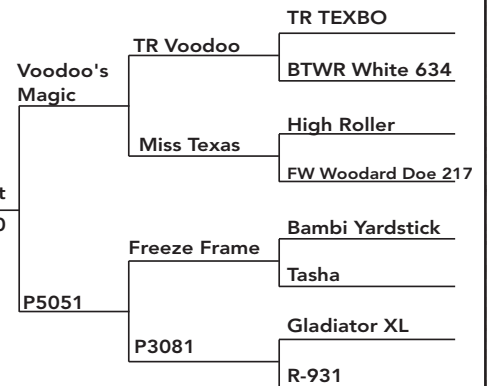 TR TEXBO
TR Voodoo
BTWR White 634
Voodoo's
Magic
High Roller
Miss Texas
FW Woodard Doe 217
Bambi Yardstick
Freeze Frame
Tasha
P5051
Gladiator XL
P3081
R-931